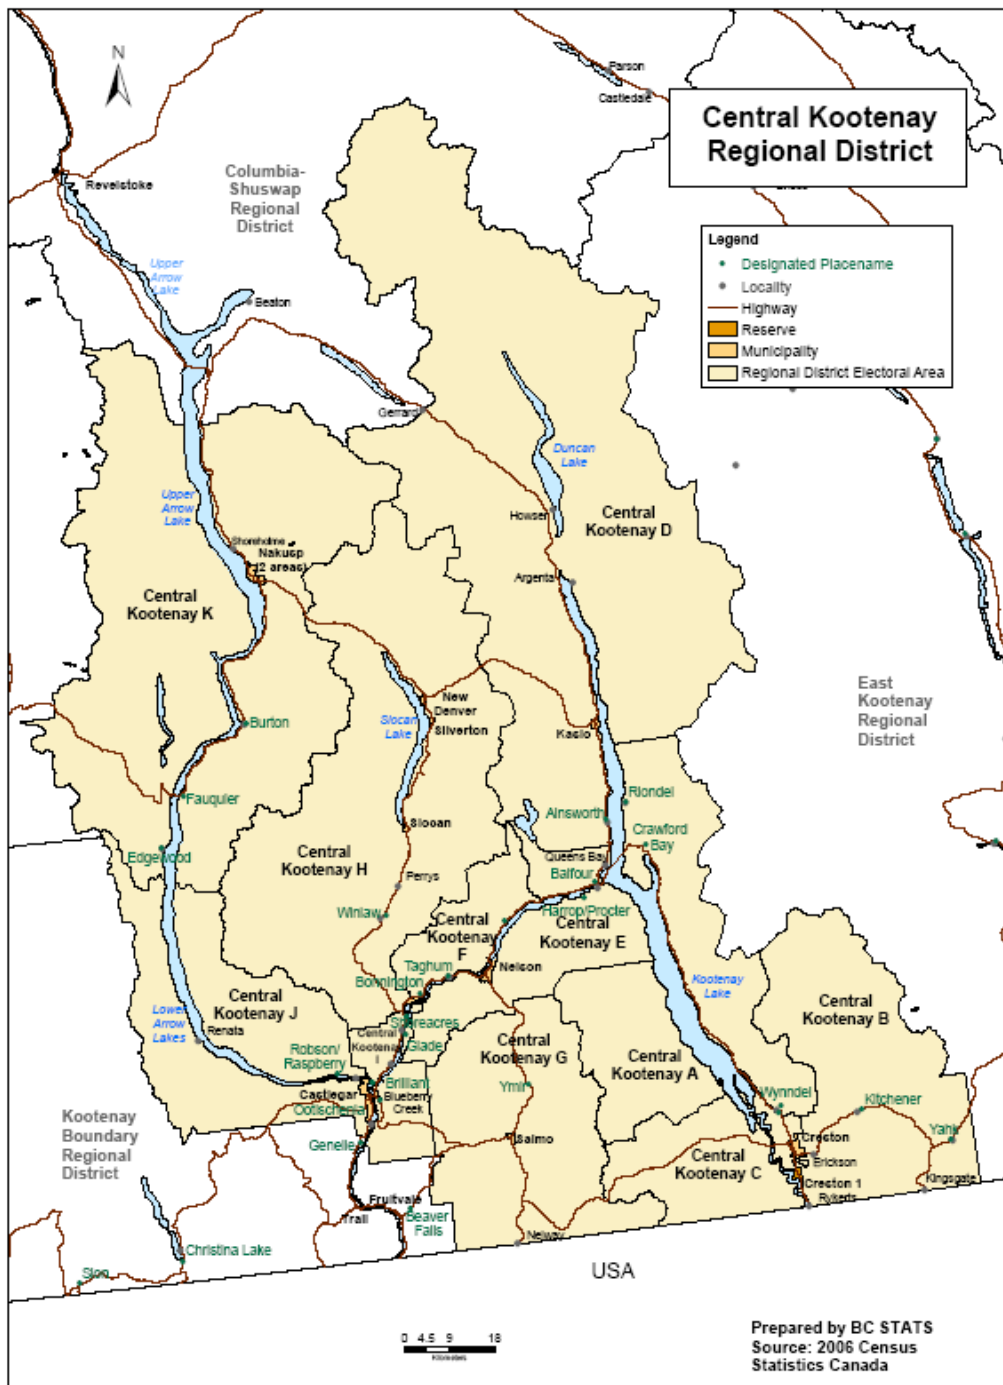 N
Parson
Castledale
Central Kootenay
Regional District
Revelstoke
Columbia-
Shuswap
Regional
District
Legend
Designated Placename
Locality
Highway
Reserve
Municipality
Regional District Electoral Area
Upper
Arrow
Lake
Beaton
Gerrard
Duncan
Lake
Upper
Arrow
Lake
Howser
Central
Kootenay D
Shoreholme
Nakusp
(2 areas)
Argenta
Central
Kootenay K
East
Kootenay
Regional
District
New
Denver
Silverton
Slocan
Lake
Burton
Kaslo
Fauquier
Riondel
Ainsworth
Slocan
Crawford
Bay
Edgewood
Central
Kootenay H
Queens Bay
Balfour
Perrys
Winlaw
Harrop/Procter
Central
Kootenay
F
Central
Kootenay E
Taghum
Nelson
Bonnington
Kootenay
Lake
Central
Kootenay J
Central
Kootenay B
Lower
Arrow
Lakes
Renata
Shoreacres
Glade
Central
Kootenay
I
Central
Kootenay G
Robson/
Raspberry
Central
Kootenay A
Castlegar
Brilliant
Blueberry
Creek
Ootischenia
Ymir
Wynndel
Kitchener
Kootenay
Boundary
Regional
District
Genelle
Salmo
Creston
Erickson
Yahk
Central
Kootenay C
Creston 1
Rykerts
Kingsgate
Fruitvale
Trail
Beaver
Falls
Nelway
Christina Lake
Sion
USA
0 4.5 9 18
Kilometers
Prepared by BC STATS
Source: 2006 Census
Statistics Canada